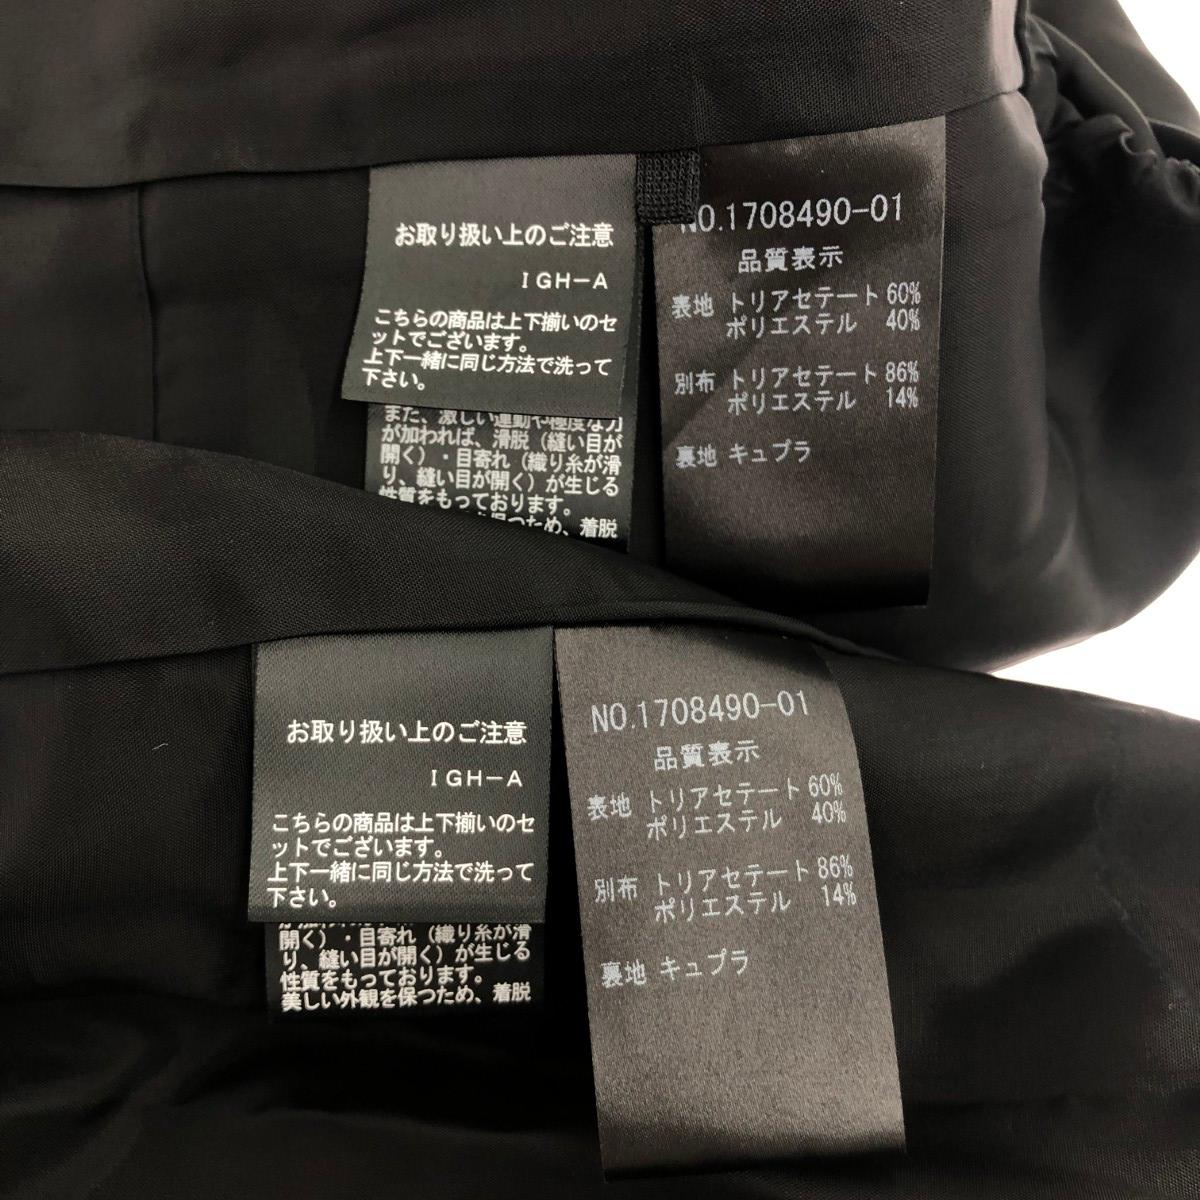 お取り扱い上のご注意
IGH-A
こちらの商品は上下揃いのセ
ットでございます。
上下一緒に同じ方法で洗って
下さい。
また、激しい運動や極度な力
が加われば、滑脱（縫い目が
開く）・目寄れ（織り糸が滑
り、縫い目が開く）が生じる
性質をもっております。
保つため、着脱
NO.1708490-01
品質表示
表地 トリアセテート 60%
ポリエステル 40%
別布 トリアセテート 86%
ポリエステル 14%
裏地 キュプラ
お取り扱い上のご注意
IGH-A
こちらの商品は上下揃いのセ
ットでございます。
上下一緒に同じ方法で洗って
下さい。
開く）・目寄れ（織り糸が滑
り、縫い目が開く）が生じる
性質をもっております。
美しい外観を保つため、着脱
NO.1708490-01
品質表示
表地 トリアセテート 60%
ポリエステル 40%
別布 トリアセテート 86%
ポリエステル 14%
裏地 キュプラ